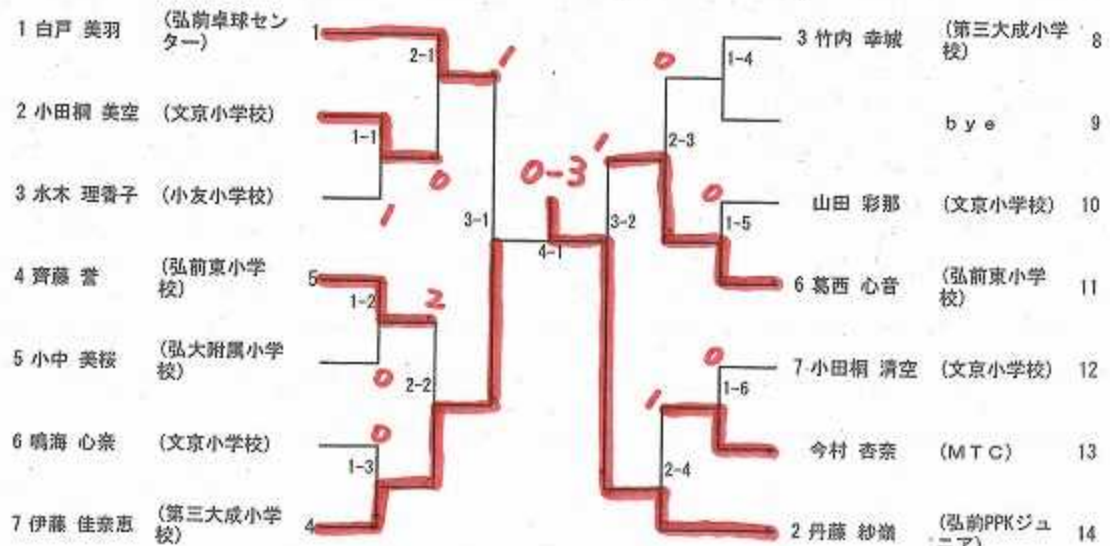 1 白戸 美羽 (弘前卓球セン
ター) 1
2-1 1
2 小田桐 美空 (文京小学校)
1-1 0
3 水木 理香子 (小友小学校)
1
3-1
4 齊藤 誉 (弘前東小学
校) 5
1-2 2
5 小中 美桜 (弘大附属小学
校)
0 2-2
6 鳴海 心奈 (文京小学校)
0
1-3
7 伊藤 佳奈恵 (第三大成小学
校) 4
0-3
4-1
3 竹内 幸城 (第三大成小学
校) 8
0 1-4
bye 9
2-3
1
山田 彩那 (文京小学校) 10
0 1-5
3-2
6 葛西 心音 (弘前東小学
校) 11
7 小田桐 清空 (文京小学校) 12
0 1-6
1
今村 杏奈 (MTC) 13
2-4
2 丹藤 紗嶺 (弘前PPKジュ
ニア) 14